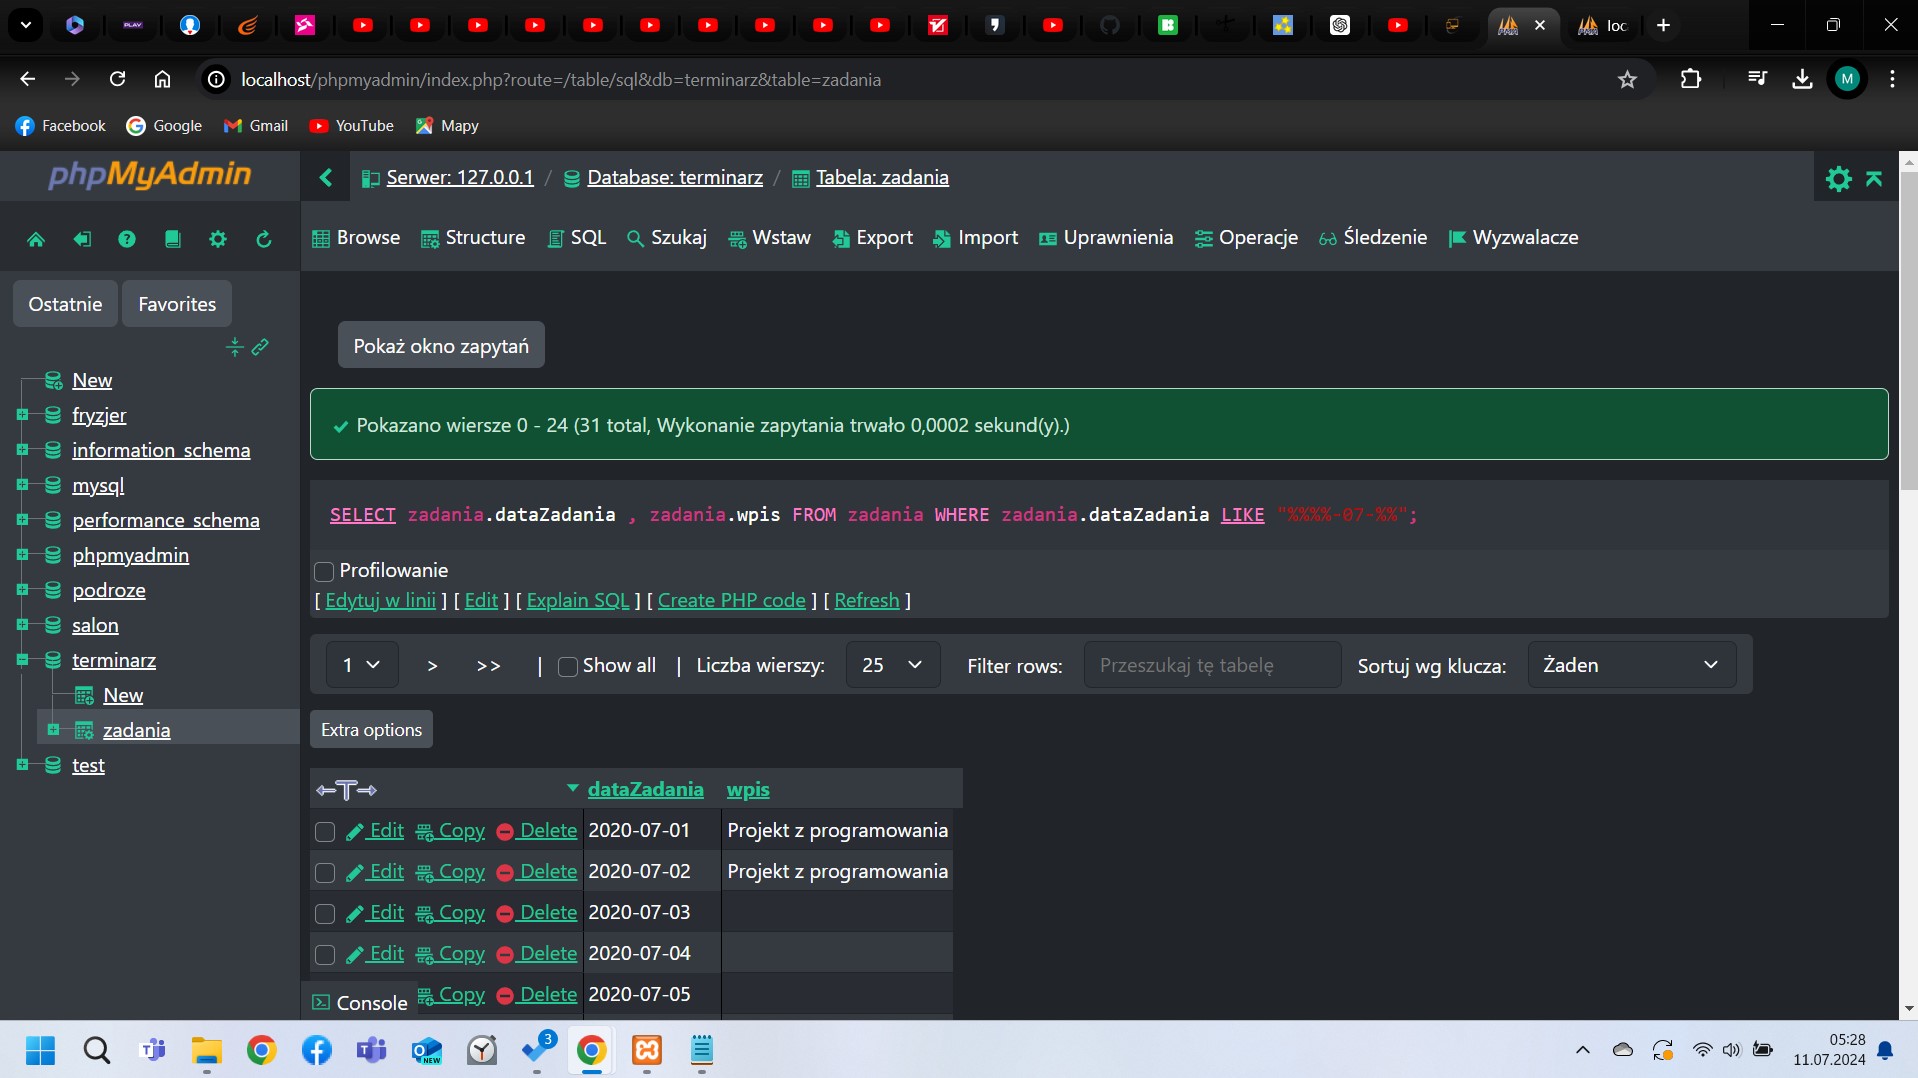 PLAY
loc
localhost/phpmyadmin/index.php?route=/table/sql&db=terminarz&table=zadania
M
Facebook
Google
Gmail
YouTube
Mapy
phpMyAdmin
Serwer: 127.0.0.1 / Database: terminarz / Tabela: zadania
Browse Structure SQL Szukaj Wstaw Export Import Uprawnienia Operacje Śledzenie Wyzwalacze
Ostatnie
Favorites
New
fryzjer
information_schema
mysql
performance_schema
phpmyadmin
podroze
salon
terminarz
New
zadania
test
Pokaż okno zapytań
Pokazano wiersze 0 - 24 (31 total, Wykonanie zapytania trwało 0,0002 sekund(y).)
SELECT zadania.dataZadania , zadania.wpis FROM zadania WHERE zadania.dataZadania LIKE "%%%%-07-%%";
Profilowanie
[ Edytuj w linii ] [ Edit ] [ Explain SQL ] [ Create PHP code ] [ Refresh ]
1 > >> | Show all | Liczba wierszy: 25 Filter rows: Przeszukaj tę tabelę Sortuj wg klucza: Żaden
Extra options
dataZadania wpis
Edit Copy Delete 2020-07-01 Projekt z programowania
Edit Copy Delete 2020-07-02 Projekt z programowania
Edit Copy Delete 2020-07-03
Edit Copy Delete 2020-07-04
Copy Delete 2020-07-05
Console
NEW
3
05:28
11.07.2024